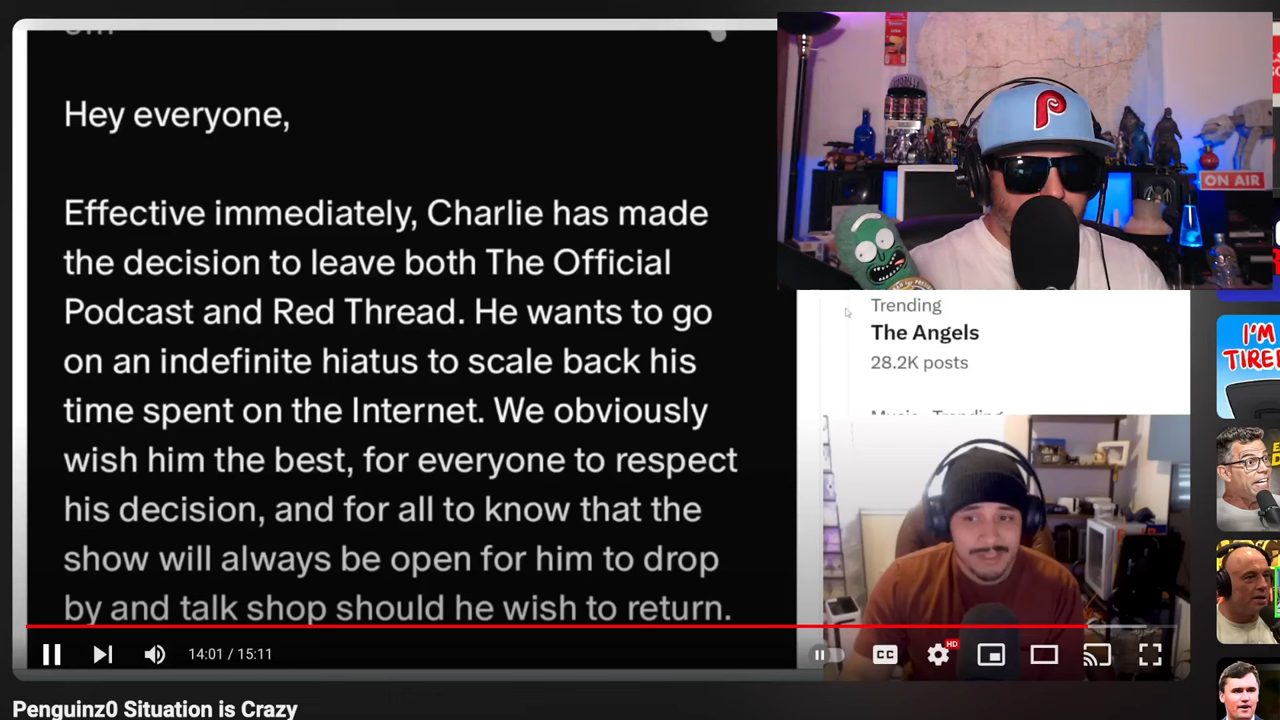 Hey everyone,
Effective immediately, Charlie has made
the decision to leave both The Official
Podcast and Red Thread. He wants to go
on an indefinite hiatus to scale back his
time spent on the Internet. We obviously
wish him the best, for everyone to respect
his decision, and for all to know that the
show will always be open for him to drop
by and talk shop should he wish to return.
P
ON AIR
Trending
The Angels
28.2K posts
I'M
TIRED
14:01 / 15:11
CC
HD
Penguinz0 Situation is Crazy